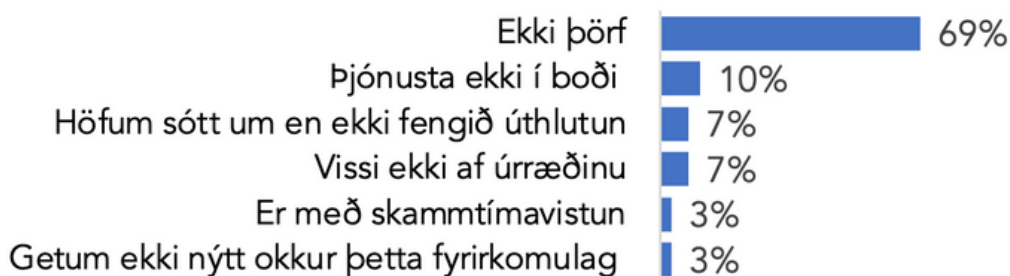 Ekki þörf 69%
Þjónusta ekki í boði 10%
Höfum sótt um en ekki fengið úthlutun 7%
Vissi ekki af úrræðinu 7%
Er með skammtímavistun 3%
Getum ekki nýtt okkur þetta fyrirkomulag 3%